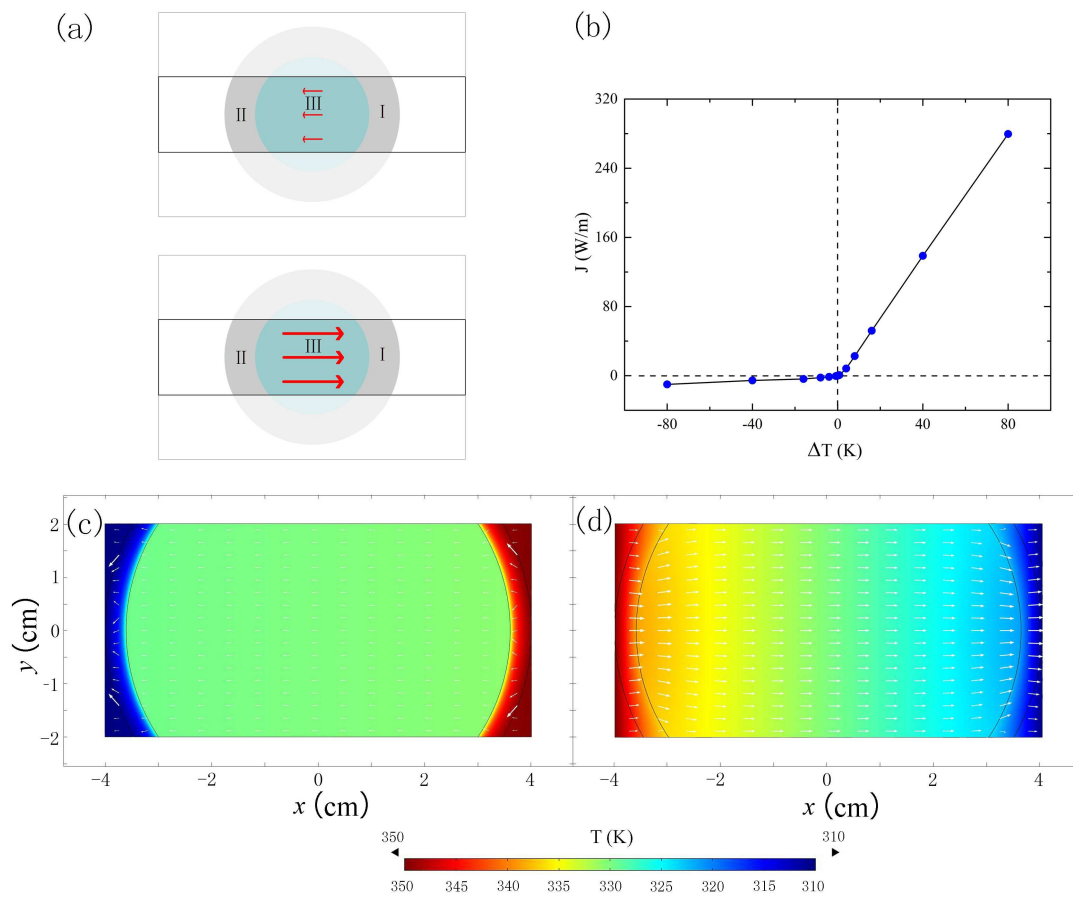 (a)
II
III
I
II
III
I
(b)
J (W/m)
320
240
160
80
0
-80
-40
0
40
80
ΔT (K)
(c)
y (cm)
2
1
0
-1
-2
-4
-2
0
2
4
x (cm)
(d)
-4
-2
0
2
4
x (cm)
350
T (K)
310
350
345
340
335
330
325
320
315
310